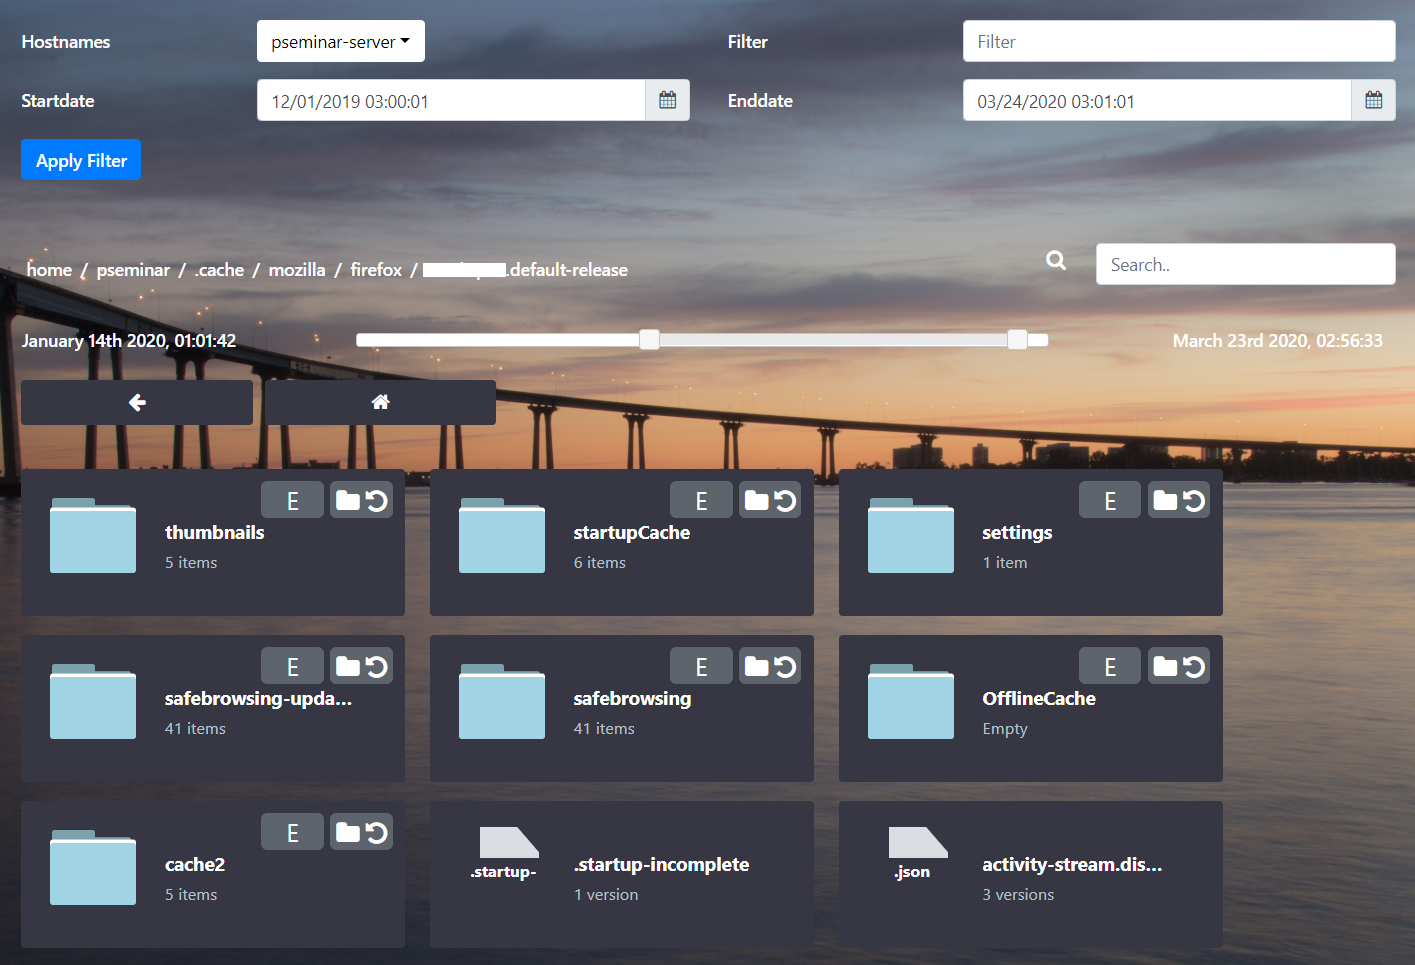 Hostnames pseminar-server Filter Filter
Startdate 12/01/2019 03:00:01 Enddate 03/24/2020 03:01:01
Apply Filter
home / pseminar / .cache / mozilla / firefox / .default-release Search..
January 14th 2020, 01:01:42 March 23rd 2020, 02:56:33
E E E
thumbnails startupCache settings
5 items 6 items 1 item
E E E
safebrowsing-upda... safebrowsing OfflineCache
41 items 41 items Empty
E
cache2 .startup-incomplete activity-stream.dis...
.startup- .json
5 items 1 version 3 versions